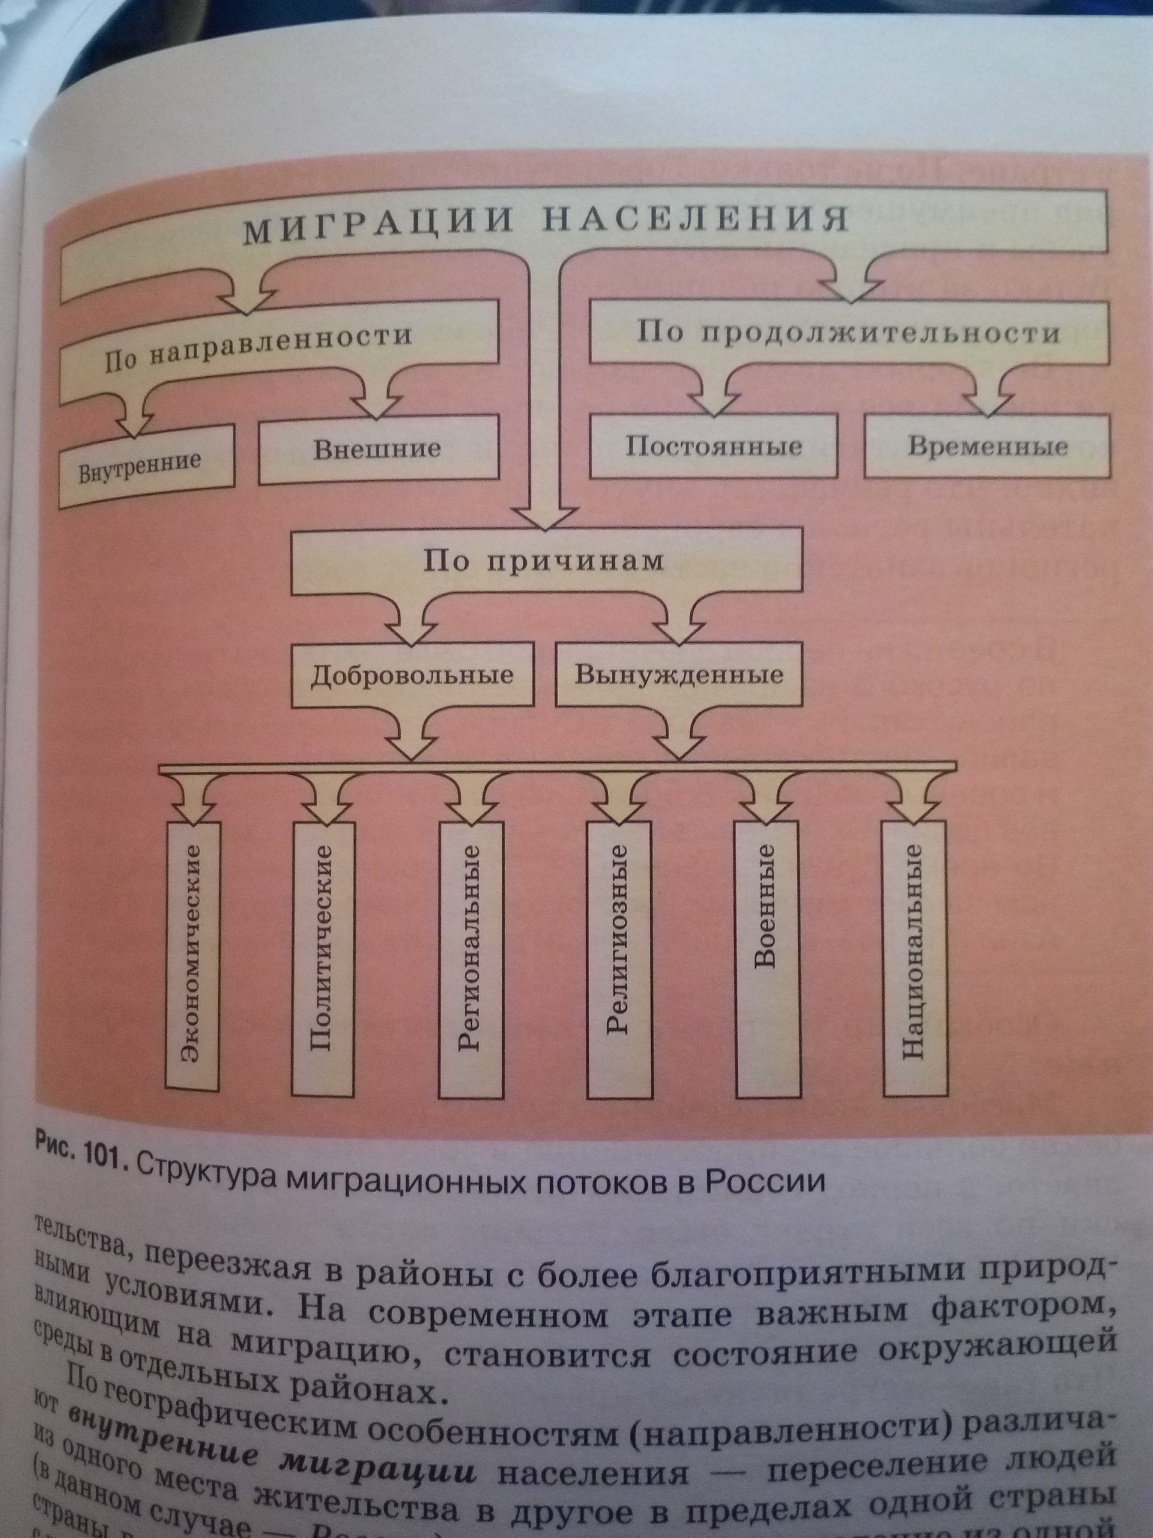 МИГРАЦИИ НАСЕЛЕНИЯ
По направленности
По продолжительности
Внутренние
Внешние
Постоянные
Временные
По причинам
Добровольные
Вынужденные
Экономические
Политические
Региональные
Религиозные
Военные
Национальные
Рис. 101. Структура миграционных потоков в России
тельства, переезжая в районы с более благоприятными природ-
ными условиями. На современном этапе важным фактором,
влияющим на миграцию, становится состояние окружающей
среды в отдельных районах.
По географическим особенностям (направленности) различа-
ют внутренние миграции населения — переселение людей
из одного места жительства в другое в пределах одной страны
(в данном случае —
страны
из одной